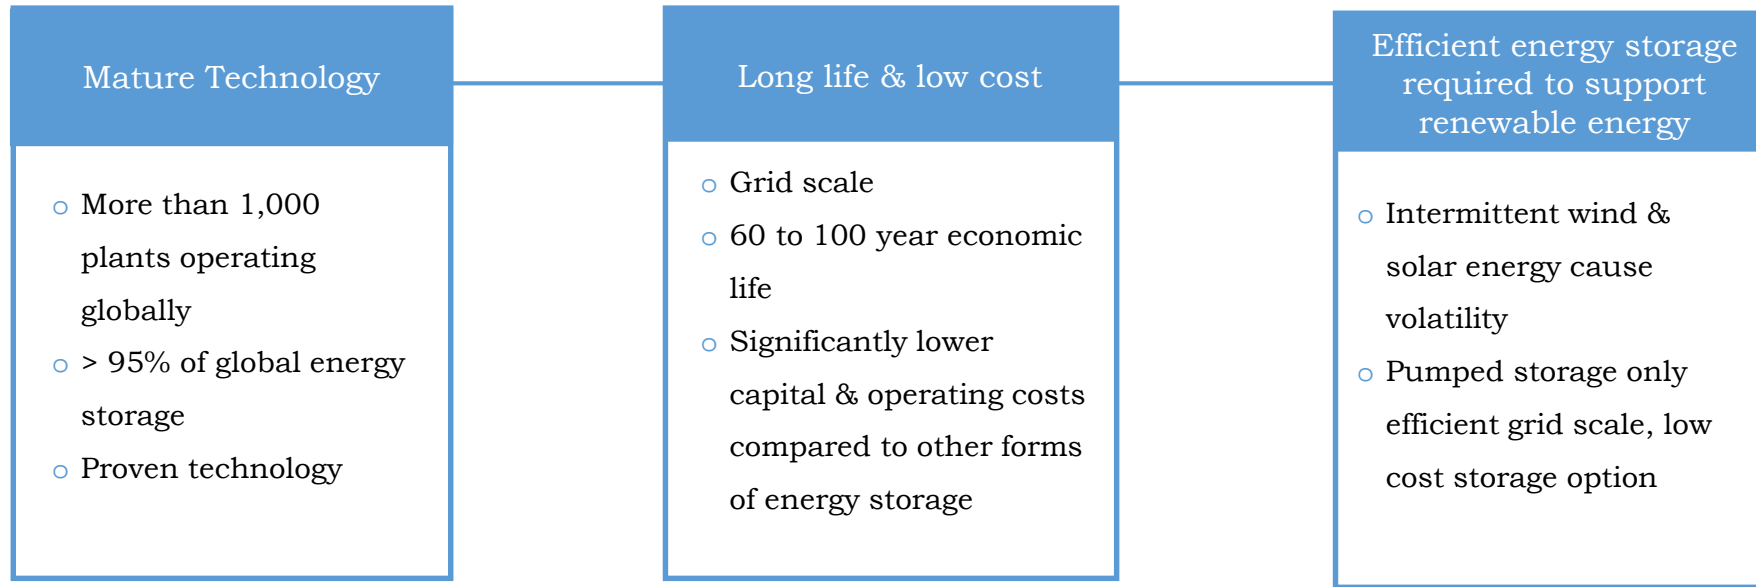 Mature Technology
o More than 1,000
plants operating
globally
o > 95% of global energy
storage
o Proven technology
Long life & low cost
o Grid scale
o 60 to 100 year economic
life
o Significantly lower
capital & operating costs
compared to other forms
of energy storage
Efficient energy storage
required to support
renewable energy
o Intermittent wind &
solar energy cause
volatility
o Pumped storage only
efficient grid scale, low
cost storage option